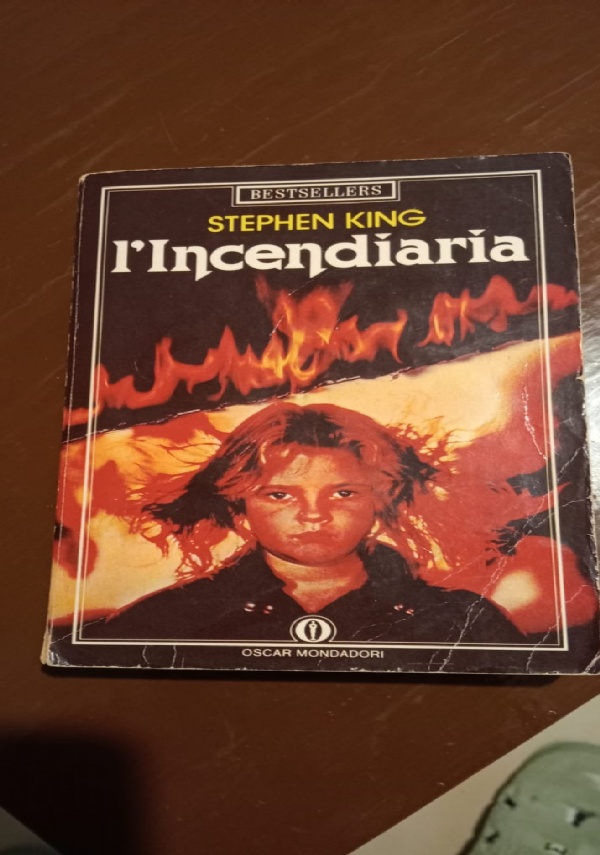 BESTSELLERS
STEPHEN KING
l'Incendiaria
OSCAR MONDADORI